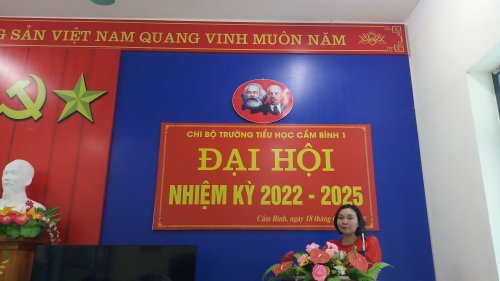 G SẢN VIỆT NAM QUANG VINH MUÔN NĂM
CHI BỘ TRƯỜNG TIỂU HỌC CẨM BÌNH 1
ĐẠI HỘI
NHIỆM KỲ 2022 - 2025
Cẩm Bình, ngày 18 tháng